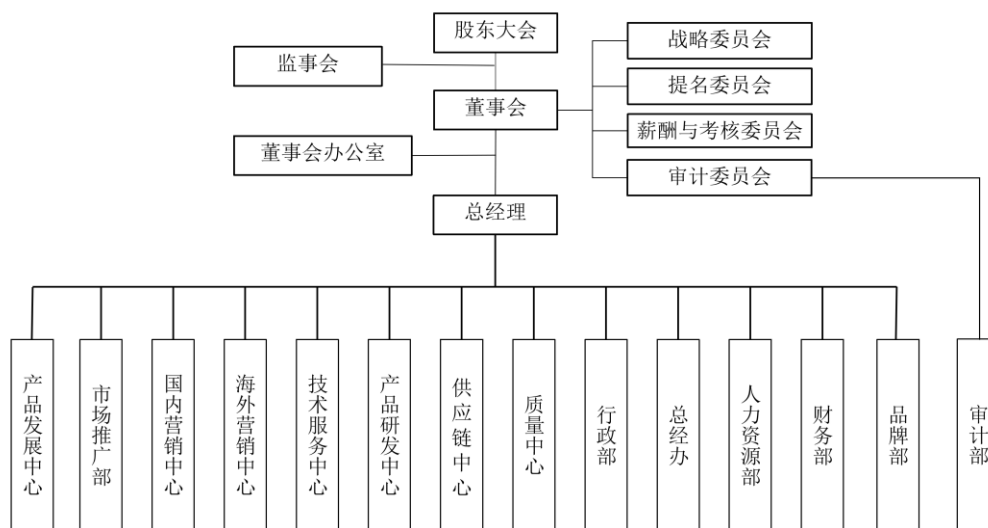 股东大会
监事会
战略委员会
提名委员会
董事会
薪酬与考核委员会
董事会办公室
审计委员会
总经理
产品发展中心
市场推广部
国内营销中心
海外营销中心
技术服务中心
产品研发中心
供应链中心
质量中心
行政部
总经办
人力资源部
财务部
品牌部
审计部